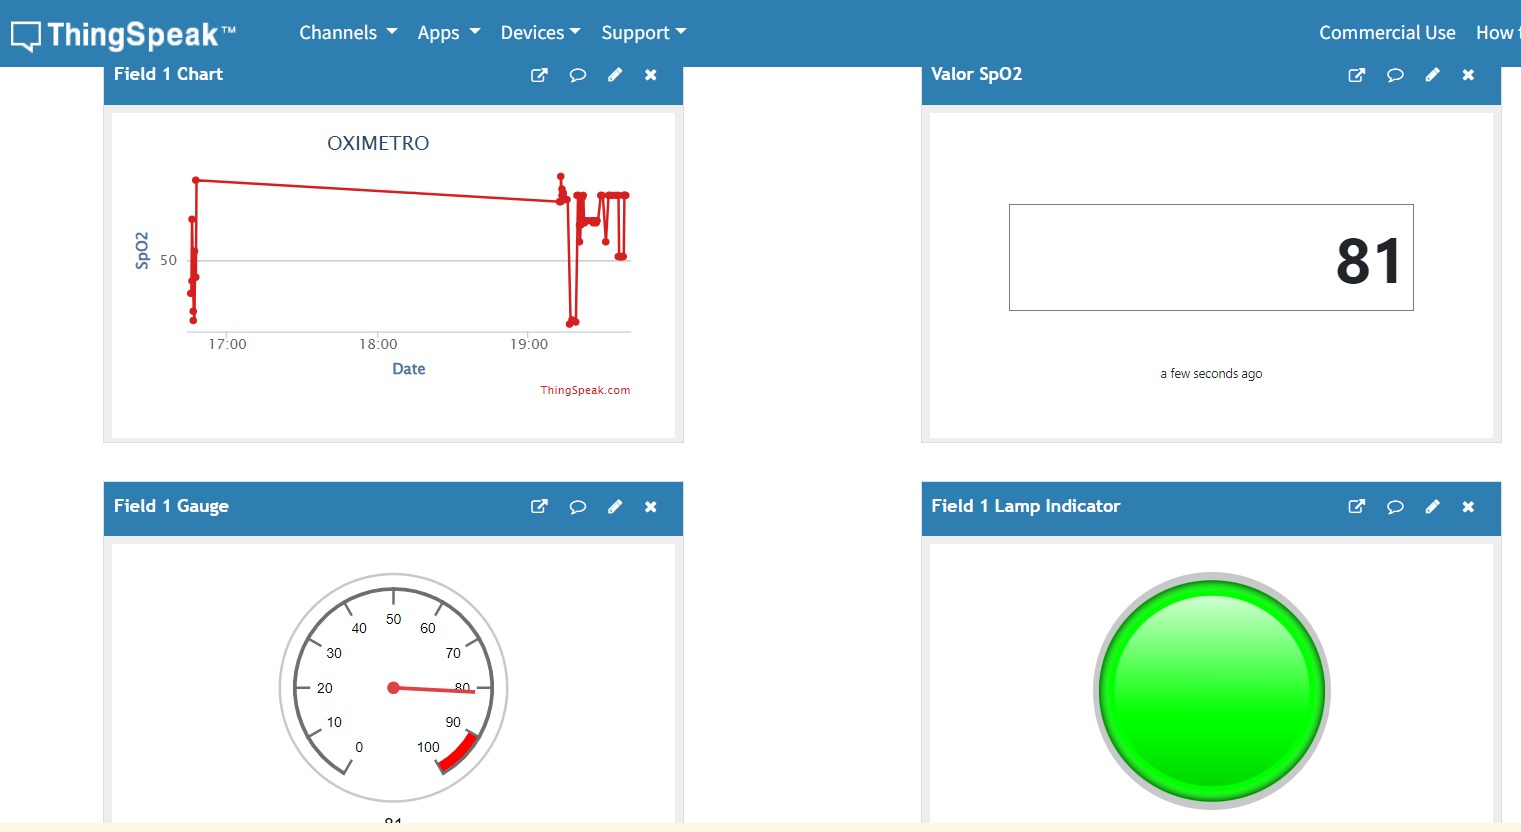 ThingSpeak™ Channels Apps Devices Support Commercial Use How
Field 1 Chart
OXIMETRO
SpO2
50
17:00 18:00 19:00
Date
ThingSpeak.com
Valor SpO2
81
a few seconds ago
Field 1 Gauge
0 10 20 30 40 50 60 70 80 90 100
81
Field 1 Lamp Indicator